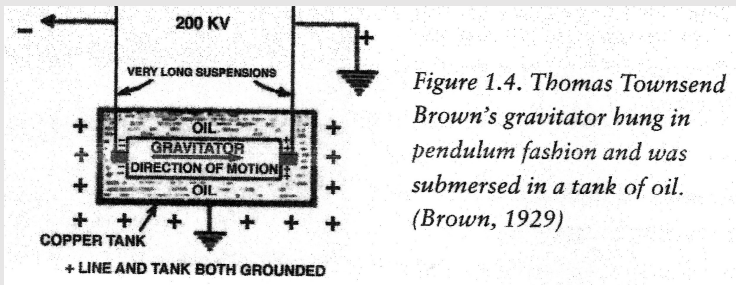 − 200 KV +
VERY LONG SUSPENSIONS
+ OIL +
+ GRAVITATOR +
+ DIRECTION OF MOTION +
+ OIL +
+ + + + + +
COPPER TANK
+ LINE AND TANK BOTH GROUNDED
Figure 1.4. Thomas Townsend
Brown's gravitator hung in
pendulum fashion and was
submersed in a tank of oil.
(Brown, 1929)